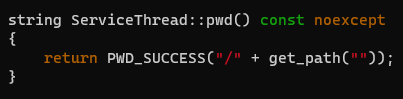 string ServiceThread::pwd() const noexcept
{
    return PWD_SUCCESS("/" + get_path(""));
}